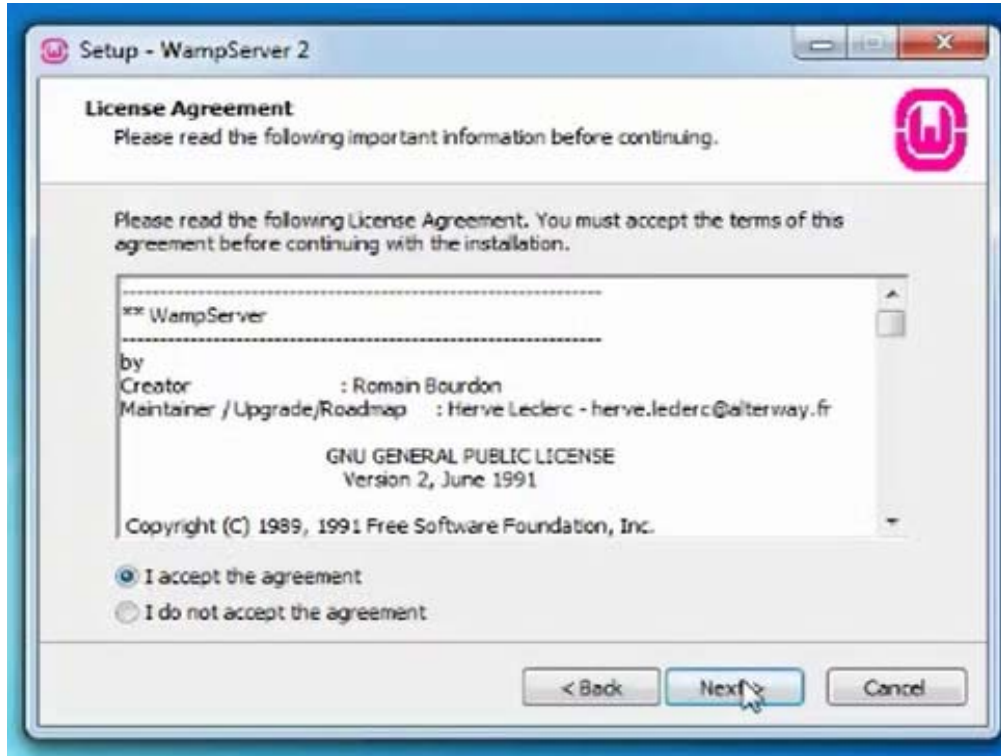 Setup - WampServer 2
License Agreement
Please read the following important information before continuing.
Please read the following License Agreement. You must accept the terms of this
agreement before continuing with the installation.
------------------------------------------------------------
** WampServer
------------------------------------------------------------
by
Creator : Romain Bourdon
Maintainer / Upgrade/Roadmap : Herve Leclerc - herve.leclerc@alterway.fr
GNU GENERAL PUBLIC LICENSE
Version 2, June 1991
Copyright (C) 1989, 1991 Free Software Foundation, Inc.
I accept the agreement
I do not accept the agreement
< Back Next > Cancel